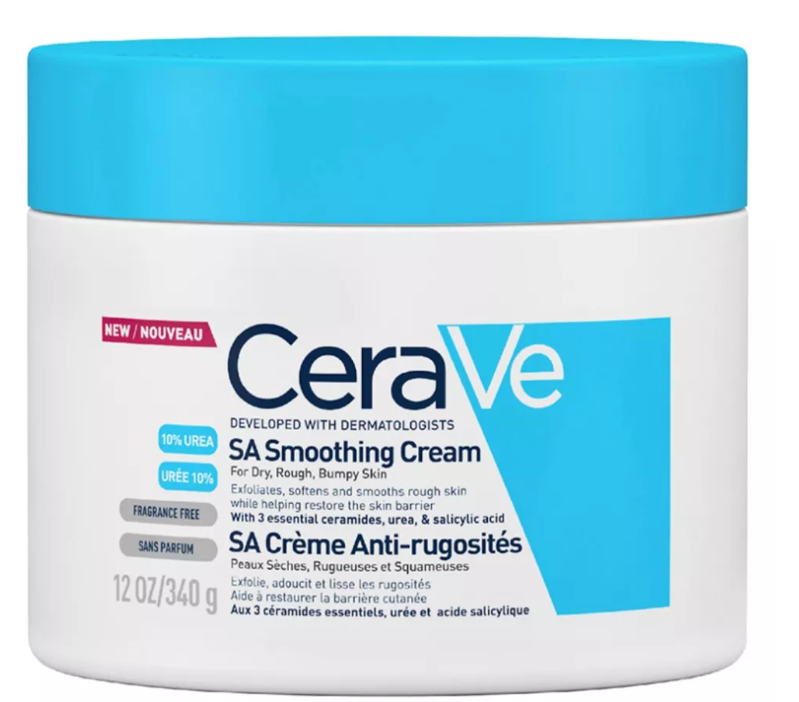 NEW / NOUVEAU
CeraVe
DEVELOPED WITH DERMATOLOGISTS
10% UREA
SA Smoothing Cream
For Dry, Rough, Bumpy Skin
URÉE 10%
Exfoliates, softens and smooths rough skin
while helping restore the skin barrier
FRAGRANCE FREE
With 3 essential ceramides, urea, & salicylic acid
SANS PARFUM
SA Crème Anti-rugosités
Peaux Sèches, Rugueuses et Squameuses
12 OZ/340 g
Exfolie, adoucit et lisse les rugosités
Aide à restaurer la barrière cutanée
Aux 3 céramides essentiels, urée et acide salicylique